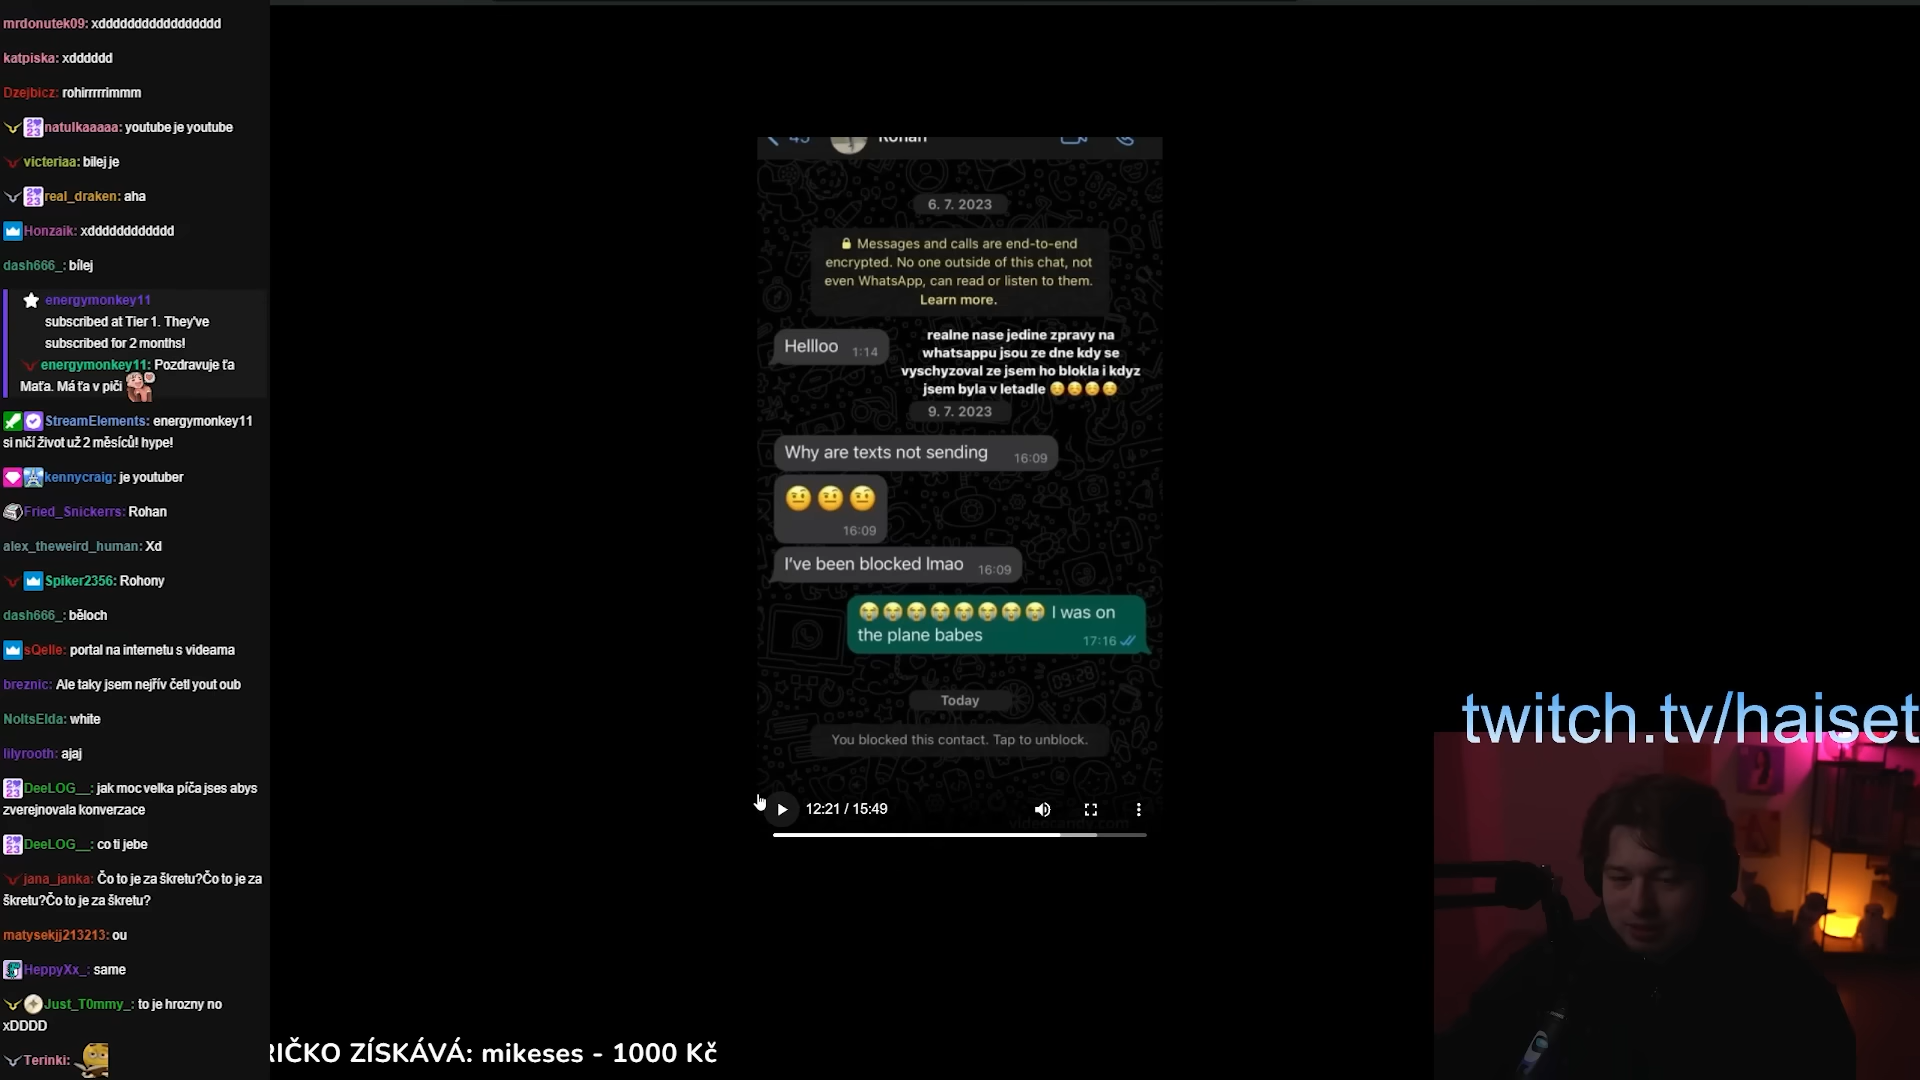 mrdonutek09: xddddddddddddddddd
katpiska: xdddddd
Dzejbicz: rohirrrrrimmm
natulkaaaaa: youtube je youtube
victeriaa: bilej je
real_draken: aha
Honzaik: xdddddddddddd
dash666_: bílej
energymonkey11
subscribed at Tier 1. They've
subscribed for 2 months!
energymonkey11: Pozdravuje ťa
Maťa. Má ťa v piči
StreamElements: energymonkey11
si ničí život už 2 měsíců! hype!
kennycraig: je youtuber
Fried_Snickerrs: Rohan
alex_theweird_human: Xd
Spiker2356: Rohony
dash666_: běloch
sQelle: portal na internetu s videama
breznic: Ale taky jsem nejřív četl yout oub
NoltsElda: white
lilyrooth: ajaj
DeeLOG__: jak moc velka píča jses abys
zverejnovala konverzace
DeeLOG__: co ti jebe
jana_janka: Čo to je za škretu?Čo to je za
škretu?Čo to je za škretu?
matysekjj213213: ou
HeppyXx_: same
Just_T0mmy_: to je hrozny no
xDDDD
Terinki:
45 Rohan
6. 7. 2023
Messages and calls are end-to-end
encrypted. No one outside of this chat, not
even WhatsApp, can read or listen to them.
Learn more.
Hellloo 1:14
realne nase jedine zpravy na
whatsappu jsou ze dne kdy se
vyschyzoval ze jsem ho blokla i kdyz
jsem byla v letadle ☺️☺️☺️☺️
9. 7. 2023
Why are texts not sending 16:09
🤨🤨🤨
16:09
I've been blocked lmao 16:09
😭😭😭😭😭😭😭😭 I was on
the plane babes 17:16
Today
You blocked this contact. Tap to unblock.
12:21 / 15:49
videocandy.com
twitch.tv/haiset
RIČKO ZÍSKÁVÁ: mikeses - 1000 Kč